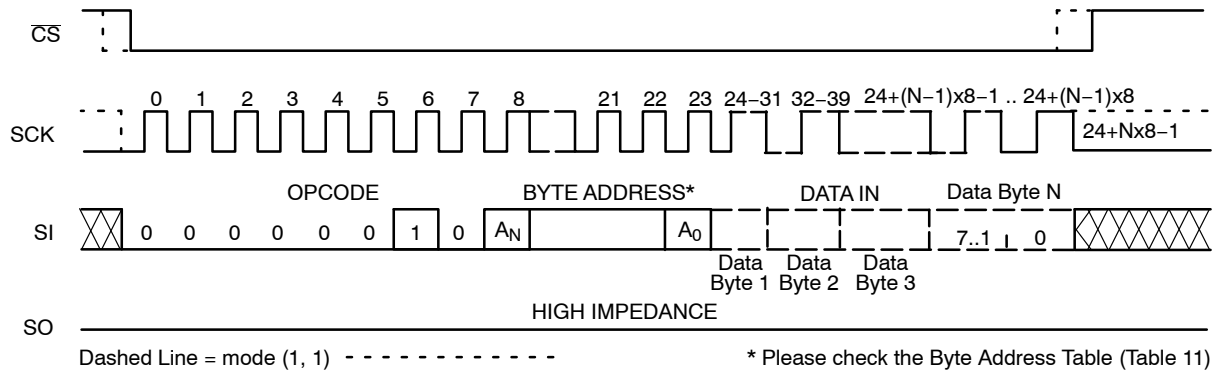 CS
0 1 2 3 4 5 6 7 8 21 22 23 24–31 32–39 24+(N–1)x8–1 .. 24+(N–1)x8
SCK
24+Nx8–1
OPCODE BYTE ADDRESS* DATA IN Data Byte N
SI 0 0 0 0 0 0 1 0 AN A0 7..1 0
Data Byte 1
Data Byte 2
Data Byte 3
HIGH IMPEDANCE
SO
Dashed Line = mode (1, 1) * Please check the Byte Address Table (Table 11)